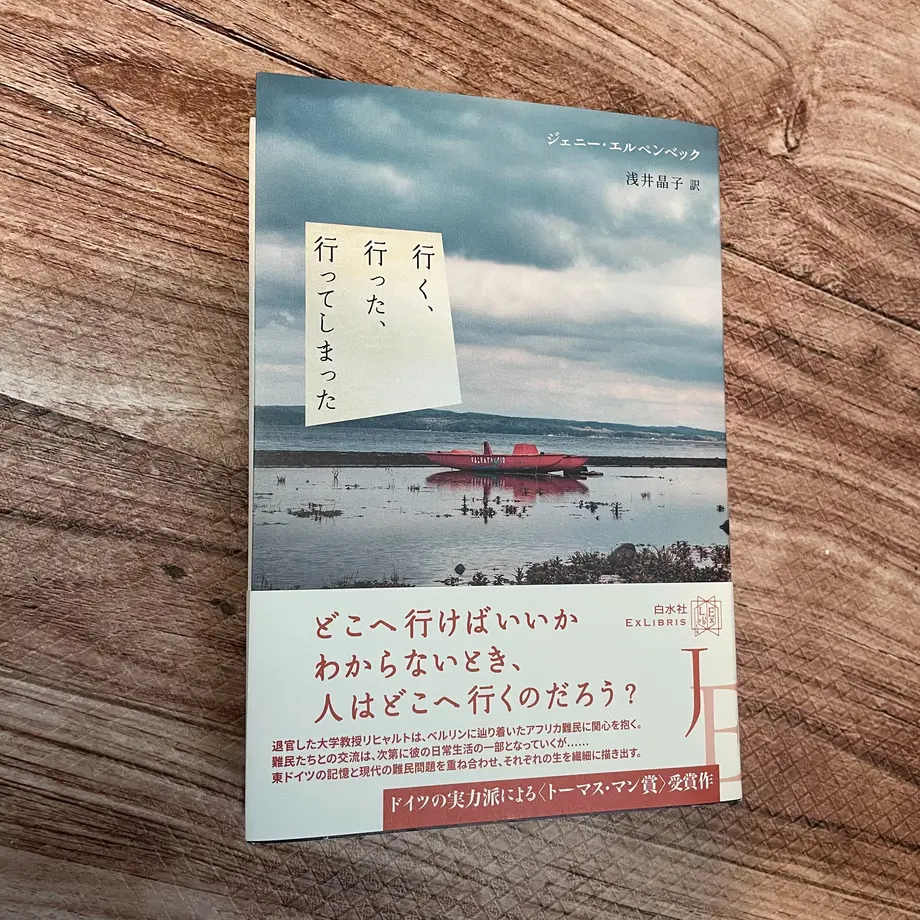 ジェニー・エルペンベック
浅井晶子 訳
行く、
行った、
行ってしまった
白水社
EXLIBRIS
どこへ行けばいいか
わからないとき、
人はどこへ行くのだろう？
J
E
退官した大学教授リヒャルトは、ベルリンに辿り着いたアフリカ難民に関心を抱く。
難民たちとの交流は、次第に彼の日常生活の一部となっていくが……
東ドイツの記憶と現代の難民問題を重ね合わせ、それぞれの生を繊細に描き出す。
ドイツの実力派による〈トーマス・マン賞〉受賞作